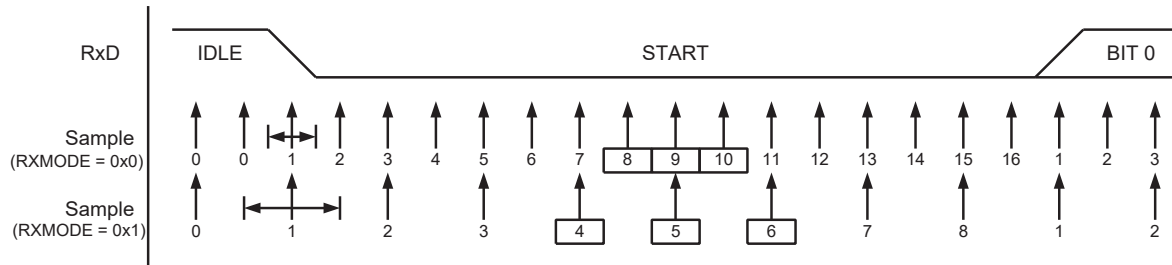 RxD IDLE START BIT 0
Sample
(RXMODE = 0x0)
0 0 1 2 3 4 5 6 7 8 9 10 11 12 13 14 15 16 1 2 3
Sample
(RXMODE = 0x1)
0 1 2 3 4 5 6 7 8 1 2